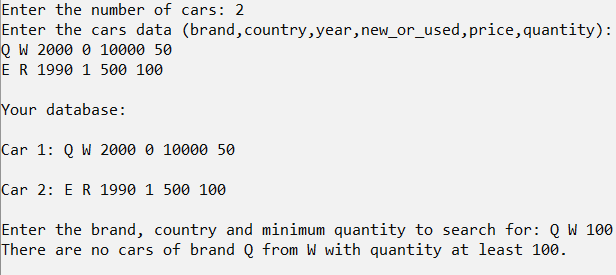 Enter the number of cars: 2
Enter the cars data (brand,country,year,new_or_used,price,quantity):
Q W 2000 0 10000 50
E R 1990 1 500 100
Your database:
Car 1: Q W 2000 0 10000 50
Car 2: E R 1990 1 500 100
Enter the brand, country and minimum quantity to search for: Q W 100
There are no cars of brand Q from W with quantity at least 100.